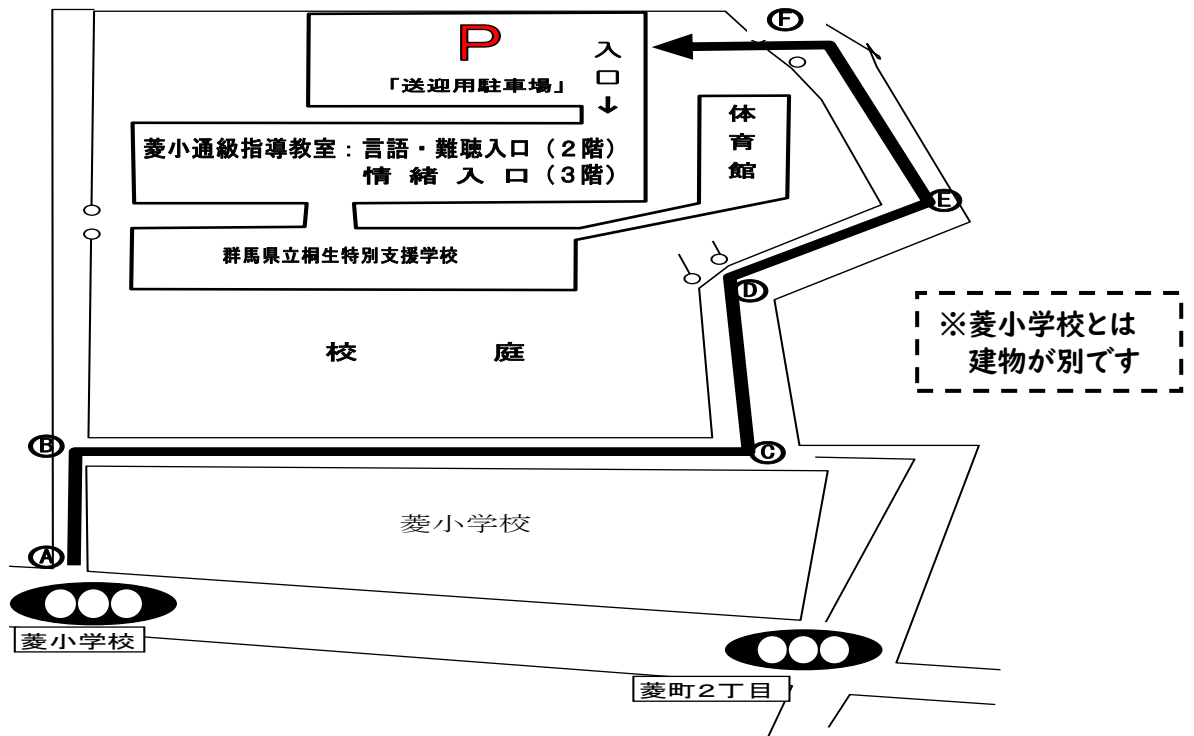 Ⓕ
P
「送迎用駐車場」
入口↓
体育館
菱小通級指導教室：言語・難聴入口（２階）
情緒入口（３階）
Ⓔ
群馬県立桐生特別支援学校
Ⓓ
※菱小学校とは
建物が別です
校庭
Ⓑ
Ⓒ
菱小学校
Ⓐ
菱小学校
菱町２丁目